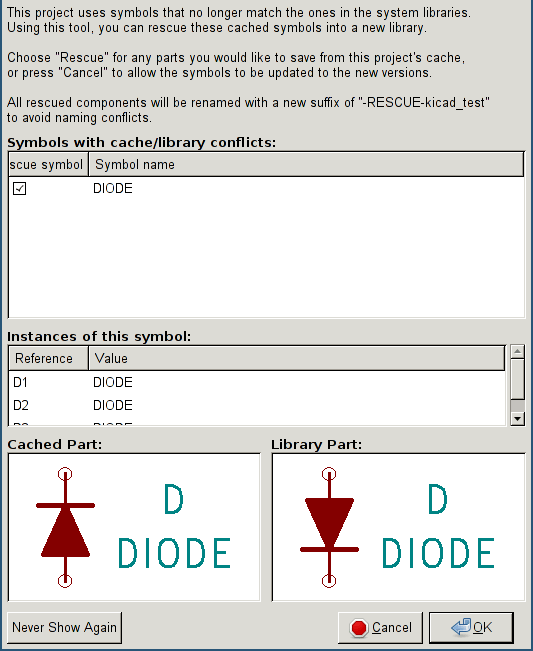 This project uses symbols that no longer match the ones in the system libraries.
Using this tool, you can rescue these cached symbols into a new library.
Choose "Rescue" for any parts you would like to save from this project's cache,
or press "Cancel" to allow the symbols to be updated to the new versions.
All rescued components will be renamed with a new suffix of "-RESCUE-kicad_test"
to avoid naming conflicts.
Symbols with cache/library conflicts:
scue symbol Symbol name
DIODE
Instances of this symbol:
Reference Value
D1 DIODE
D2 DIODE
Cached Part: Library Part:
D D
DIODE DIODE
Never Show Again Cancel OK